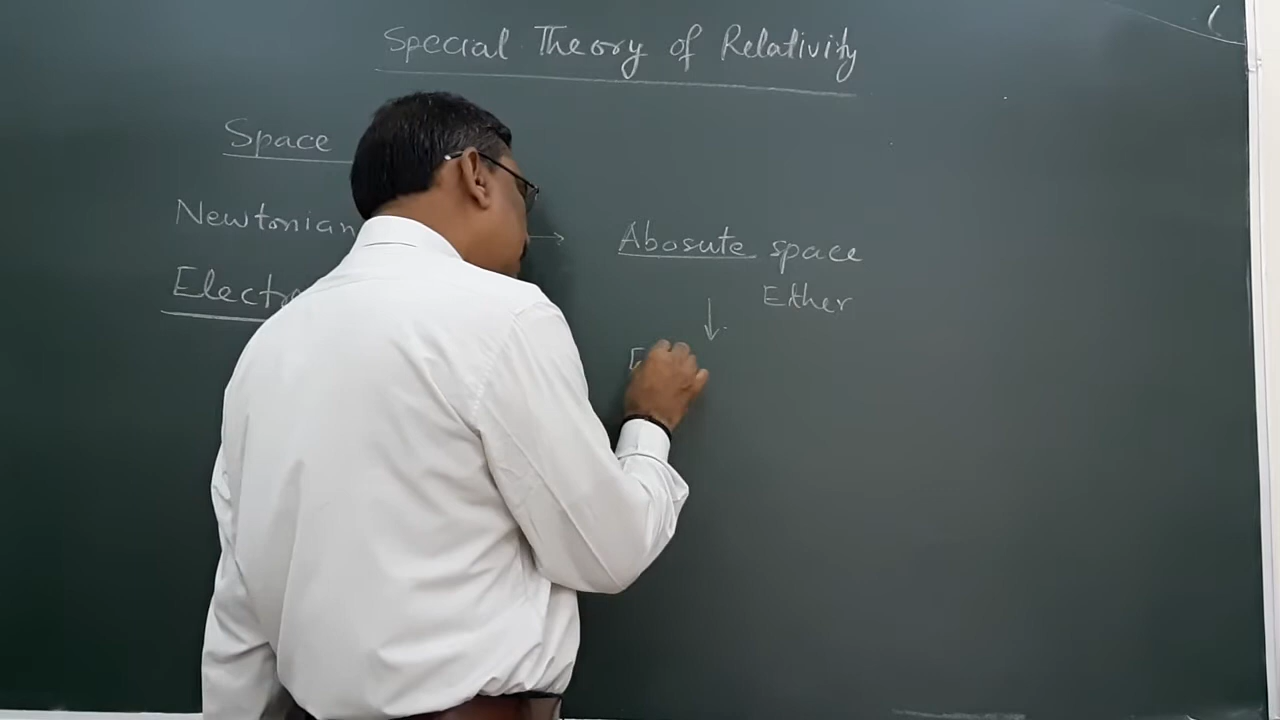 Special Theory of Relativity
Space
Newtonian → Abosute space
Electro
Ether
↓